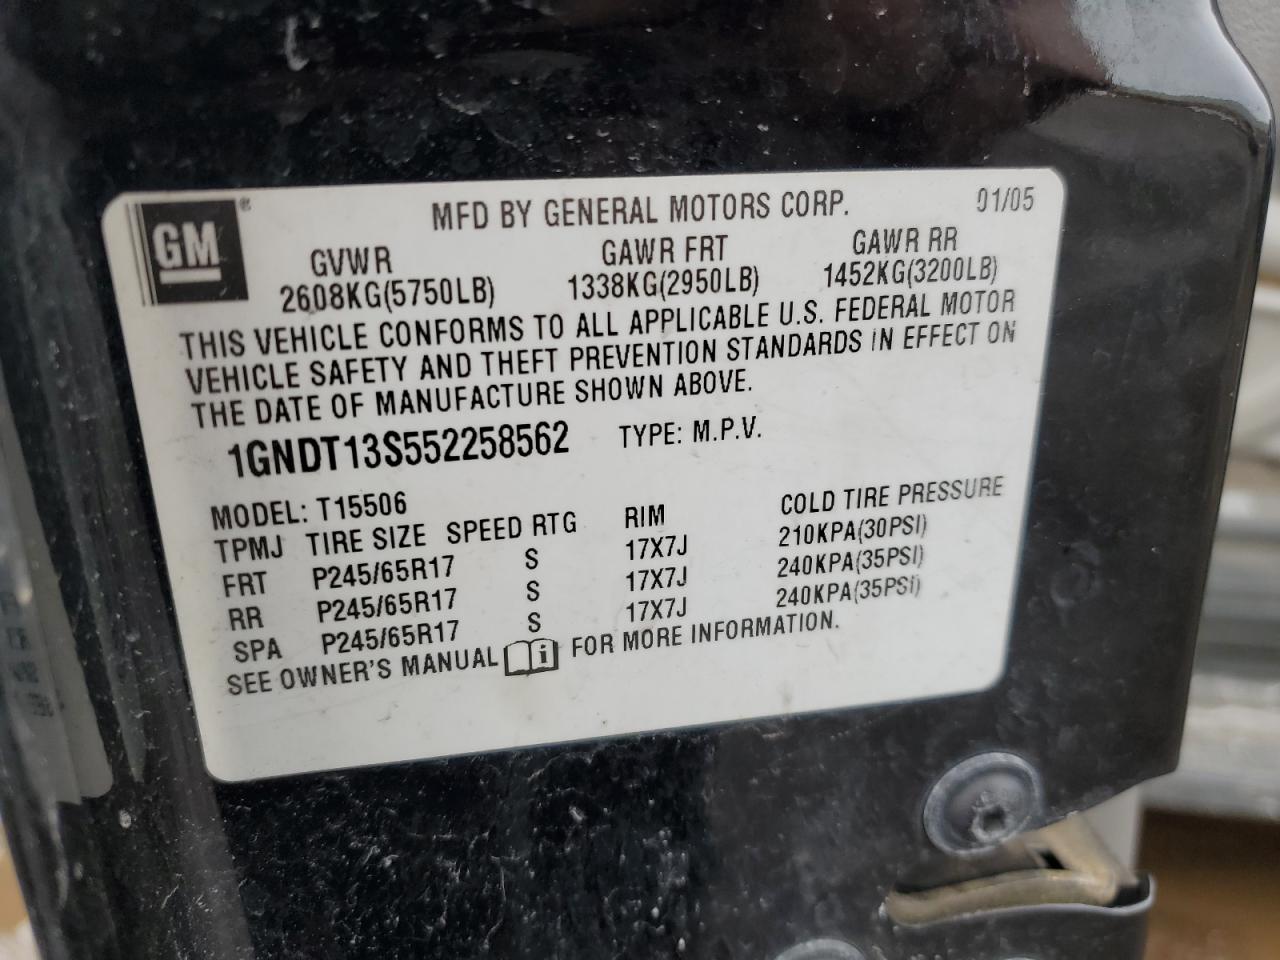 GM ®
MFD BY GENERAL MOTORS CORP. 01/05
GVWR GAWR FRT GAWR RR
2608KG(5750LB) 1338KG(2950LB) 1452KG(3200LB)
THIS VEHICLE CONFORMS TO ALL APPLICABLE U.S. FEDERAL MOTOR
VEHICLE SAFETY AND THEFT PREVENTION STANDARDS IN EFFECT ON
THE DATE OF MANUFACTURE SHOWN ABOVE.
1GNDT13S552258562 TYPE: M.P.V.
MODEL: T15506
TPMJ TIRE SIZE SPEED RTG RIM COLD TIRE PRESSURE
FRT P245/65R17 S 17X7J 210KPA(30PSI)
RR P245/65R17 S 17X7J 240KPA(35PSI)
SPA P245/65R17 S 17X7J 240KPA(35PSI)
SEE OWNER'S MANUAL i FOR MORE INFORMATION.